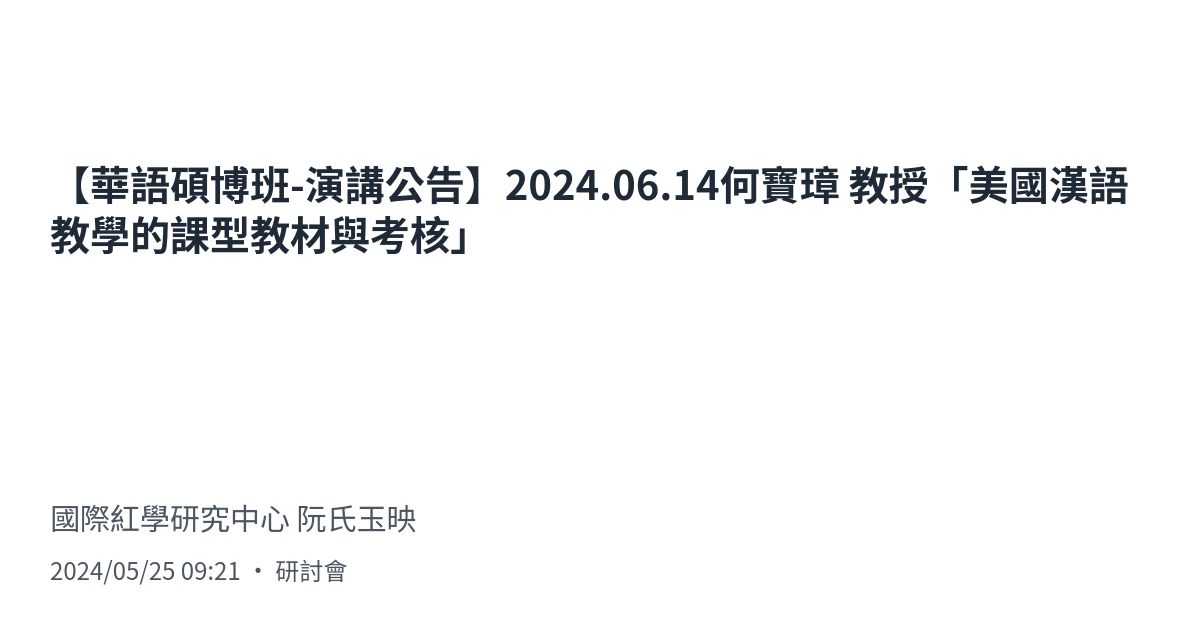 【華語碩博班-演講公告】2024.06.14何寶璋 教授「美國漢語
教學的課型教材與考核」
國際紅學研究中心 阮氏玉映
2024/05/25 09:21 ・ 研討會